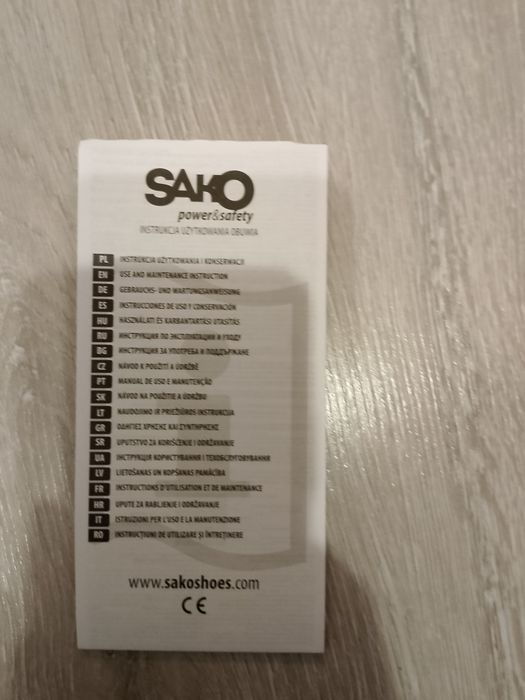 SAKO
power&safety
INSTRUKCJA UŻYTKOWANIA OBUWIA
PL INSTRUKCJA UŻYTKOWANIA I KONSERWACJI
EN USE AND MAINTENANCE INSTRUCTION
DE GEBRAUCHS- UND WARTUNGSANWEISUNG
ES INSTRUCCIONES DE USO Y CONSERVACIÓN
HU HASZNÁLATI ÉS KARBANTARTÁSI UTASÍTÁS
RU ИНСТРУКЦИЯ ПО ЭКСПЛУАТАЦИИ И УХОДУ
BG ИНСТРУКЦИЯ ЗА УПОТРЕБА И ПОДДЪРЖАНЕ
CZ NÁVOD K POUŽITÍ A ÚDRŽBĚ
PT MANUAL DE USO E MANUTENÇÃO
SK NÁVOD NA POUŽITIE A ÚDRŽBU
LT NAUDOJIMO IR PRIEŽIŪROS INSTRUKCIJA
GR ΟΔΗΓΙΕΣ ΧΡΗΣΗΣ ΚΑΙ ΣΥΝΤΗΡΗΣΗΣ
SR UPUTSTVO ZA KORIŠĆENJE I ODRŽAVANJE
UA ІНСТРУКЦІЯ КОРИСТУВАННЯ І ТЕХОБСЛУГОВУВАННЯ
LV LIETOŠANAS UN KOPŠANAS PAMĀCĪBA
FR INSTRUCTIONS D'UTILISATION ET DE MAINTENANCE
HR UPUTE ZA RABLJENJE I ODRŽAVANJE
IT ISTRUZIONI PER L'USO E LA MANUTENZIONE
RO INSTRUCȚIUNI DE UTILIZARE ȘI ÎNTREȚINERE
www.sakoshoes.com
CE